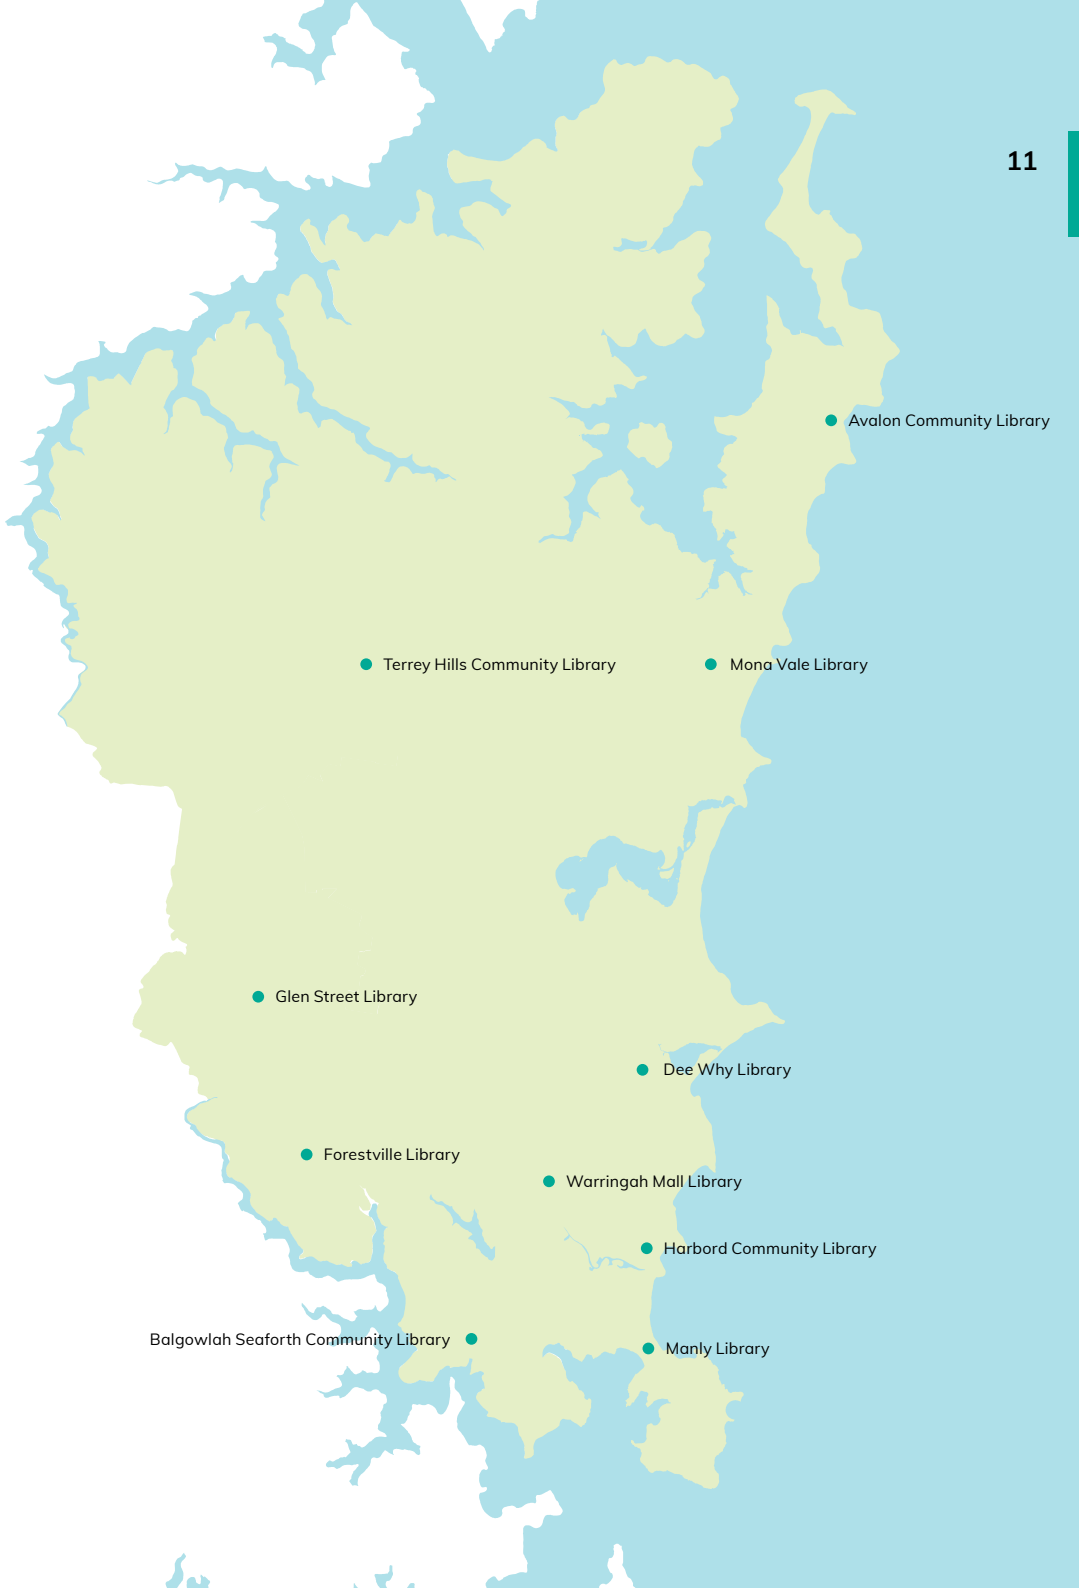 11
Avalon Community Library
Terrey Hills Community Library
Mona Vale Library
Glen Street Library
Dee Why Library
Forestville Library
Warringah Mall Library
Harbord Community Library
Balgowlah Seaforth Community Library
Manly Library